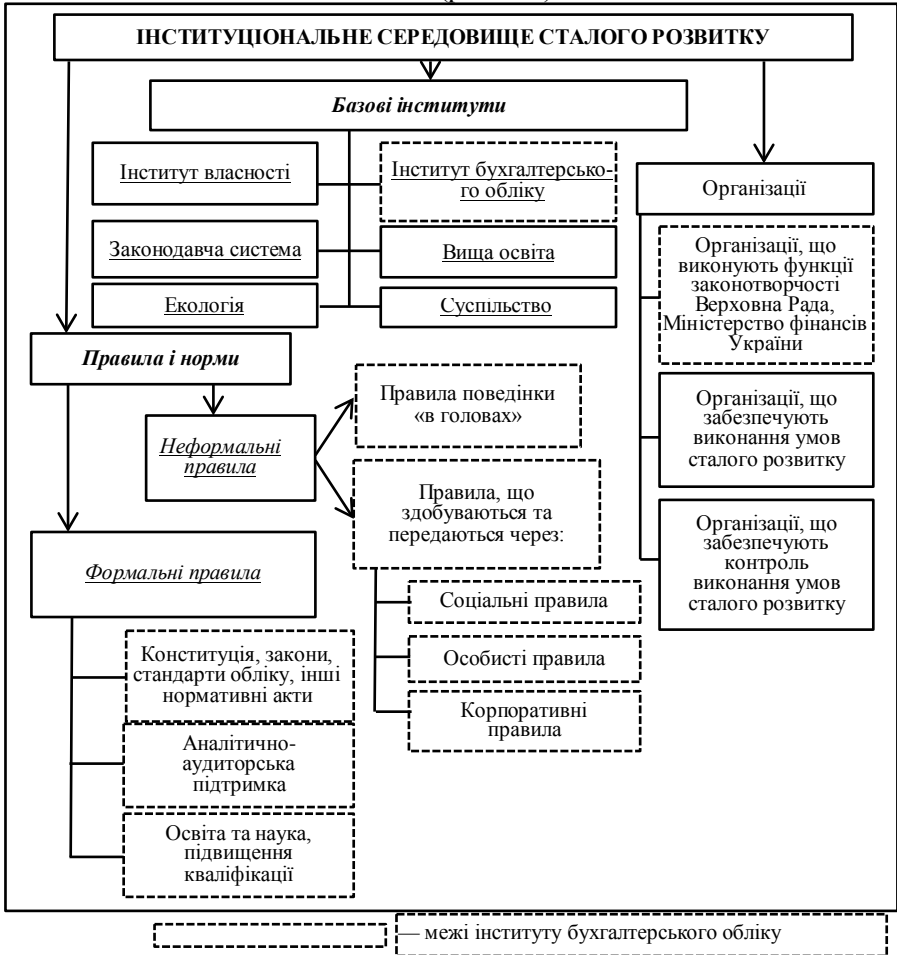 ІНСТИТУЦІОНАЛЬНЕ СЕРЕДОВИЩЕ СТАЛОГО РОЗВИТКУ
Базові інститути
Інститут власності
Інститут бухгалтерсько-
го обліку
Законодавча система
Вища освіта
Екологія
Суспільство
Організації
Організації, що
виконують функції
законотворчості
Верховна Рада,
Міністерство фінансів
України
Організації, що
забезпечують
виконання умов
сталого розвитку
Організації, що
забезпечують
контроль
виконання умов
сталого розвитку
Правила і норми
Неформальні
правила
Правила поведінки
«в головах»
Правила, що
здобуваються та
передаються через:
Соціальні правила
Особисті правила
Корпоративні
правила
Формальні правила
Конституція, закони,
стандарти обліку, інші
нормативні акти
Аналітично-
аудиторська
підтримка
Освіта та наука,
підвищення
кваліфікації
— межі інституту бухгалтерського обліку